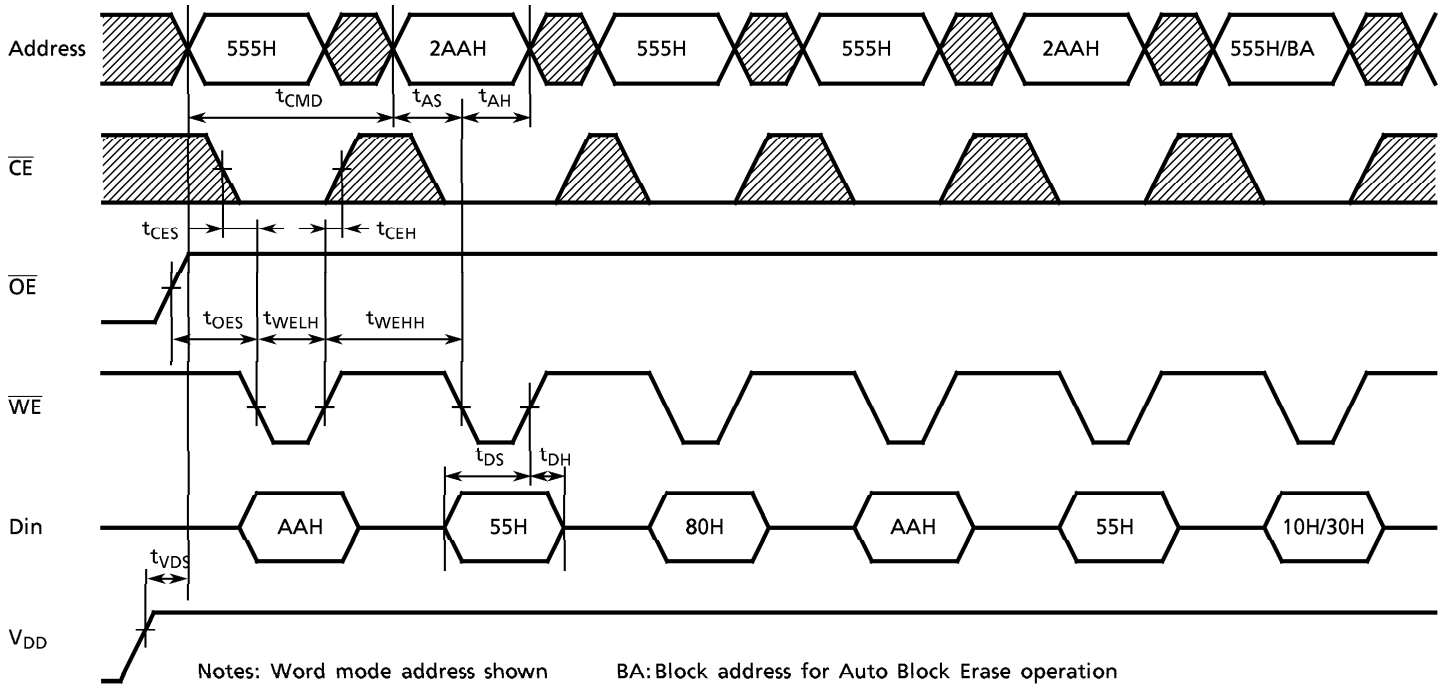 Address 555H 2AAH 555H 555H 2AAH 555H/BA
tCMD tAS tAH
CE
tCES tCEH
OE
tOES tWELH tWEHH
WE
tDS tDH
Din AAH 55H 80H AAH 55H 10H/30H
tVDS
VDD
Notes: Word mode address shown BA: Block address for Auto Block Erase operation